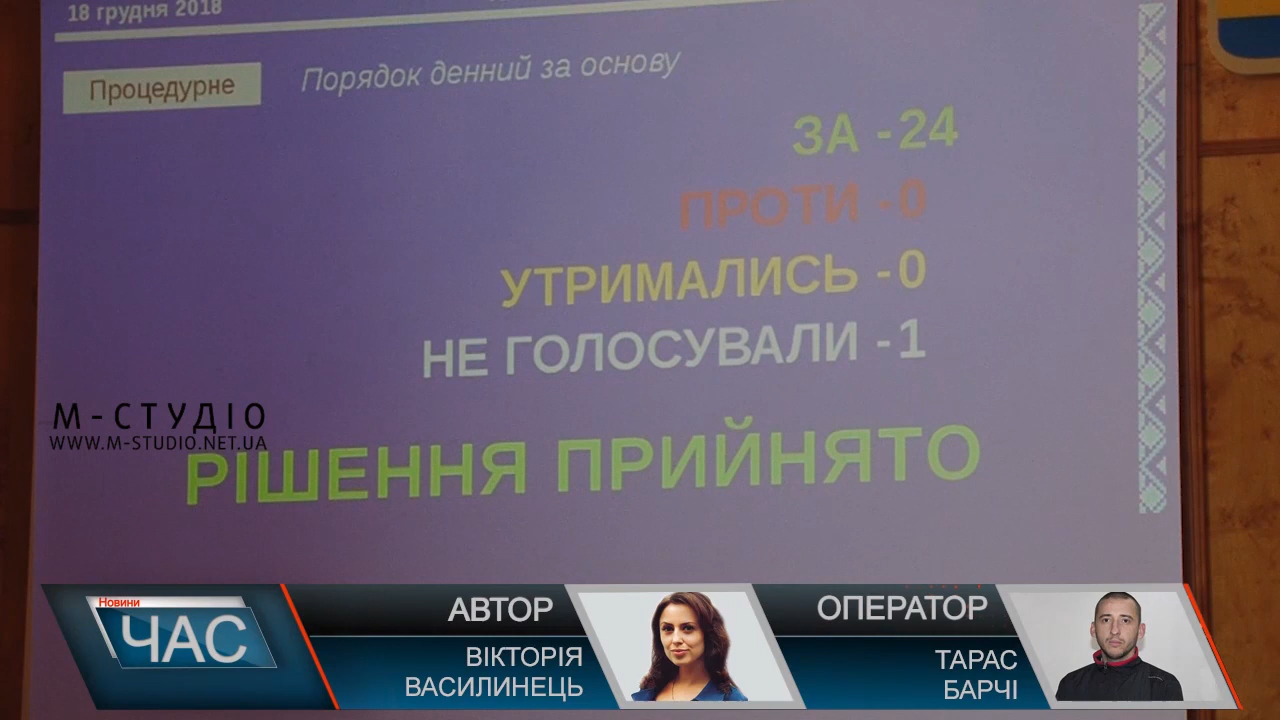 18 грудня 2018
Процедурне
Порядок денний за основу
ЗА -24
ПРОТИ -0
УТРИМАЛИСЬ -0
НЕ ГОЛОСУВАЛИ -1
М-СТУДІО
WWW.M-STUDIO.NET.UA
РІШЕННЯ ПРИЙНЯТО
Новини
ЧАС
АВТОР
ВІКТОРІЯ
ВАСИЛИНЕЦЬ
ОПЕРАТОР
ТАРАС
БАРЧІ